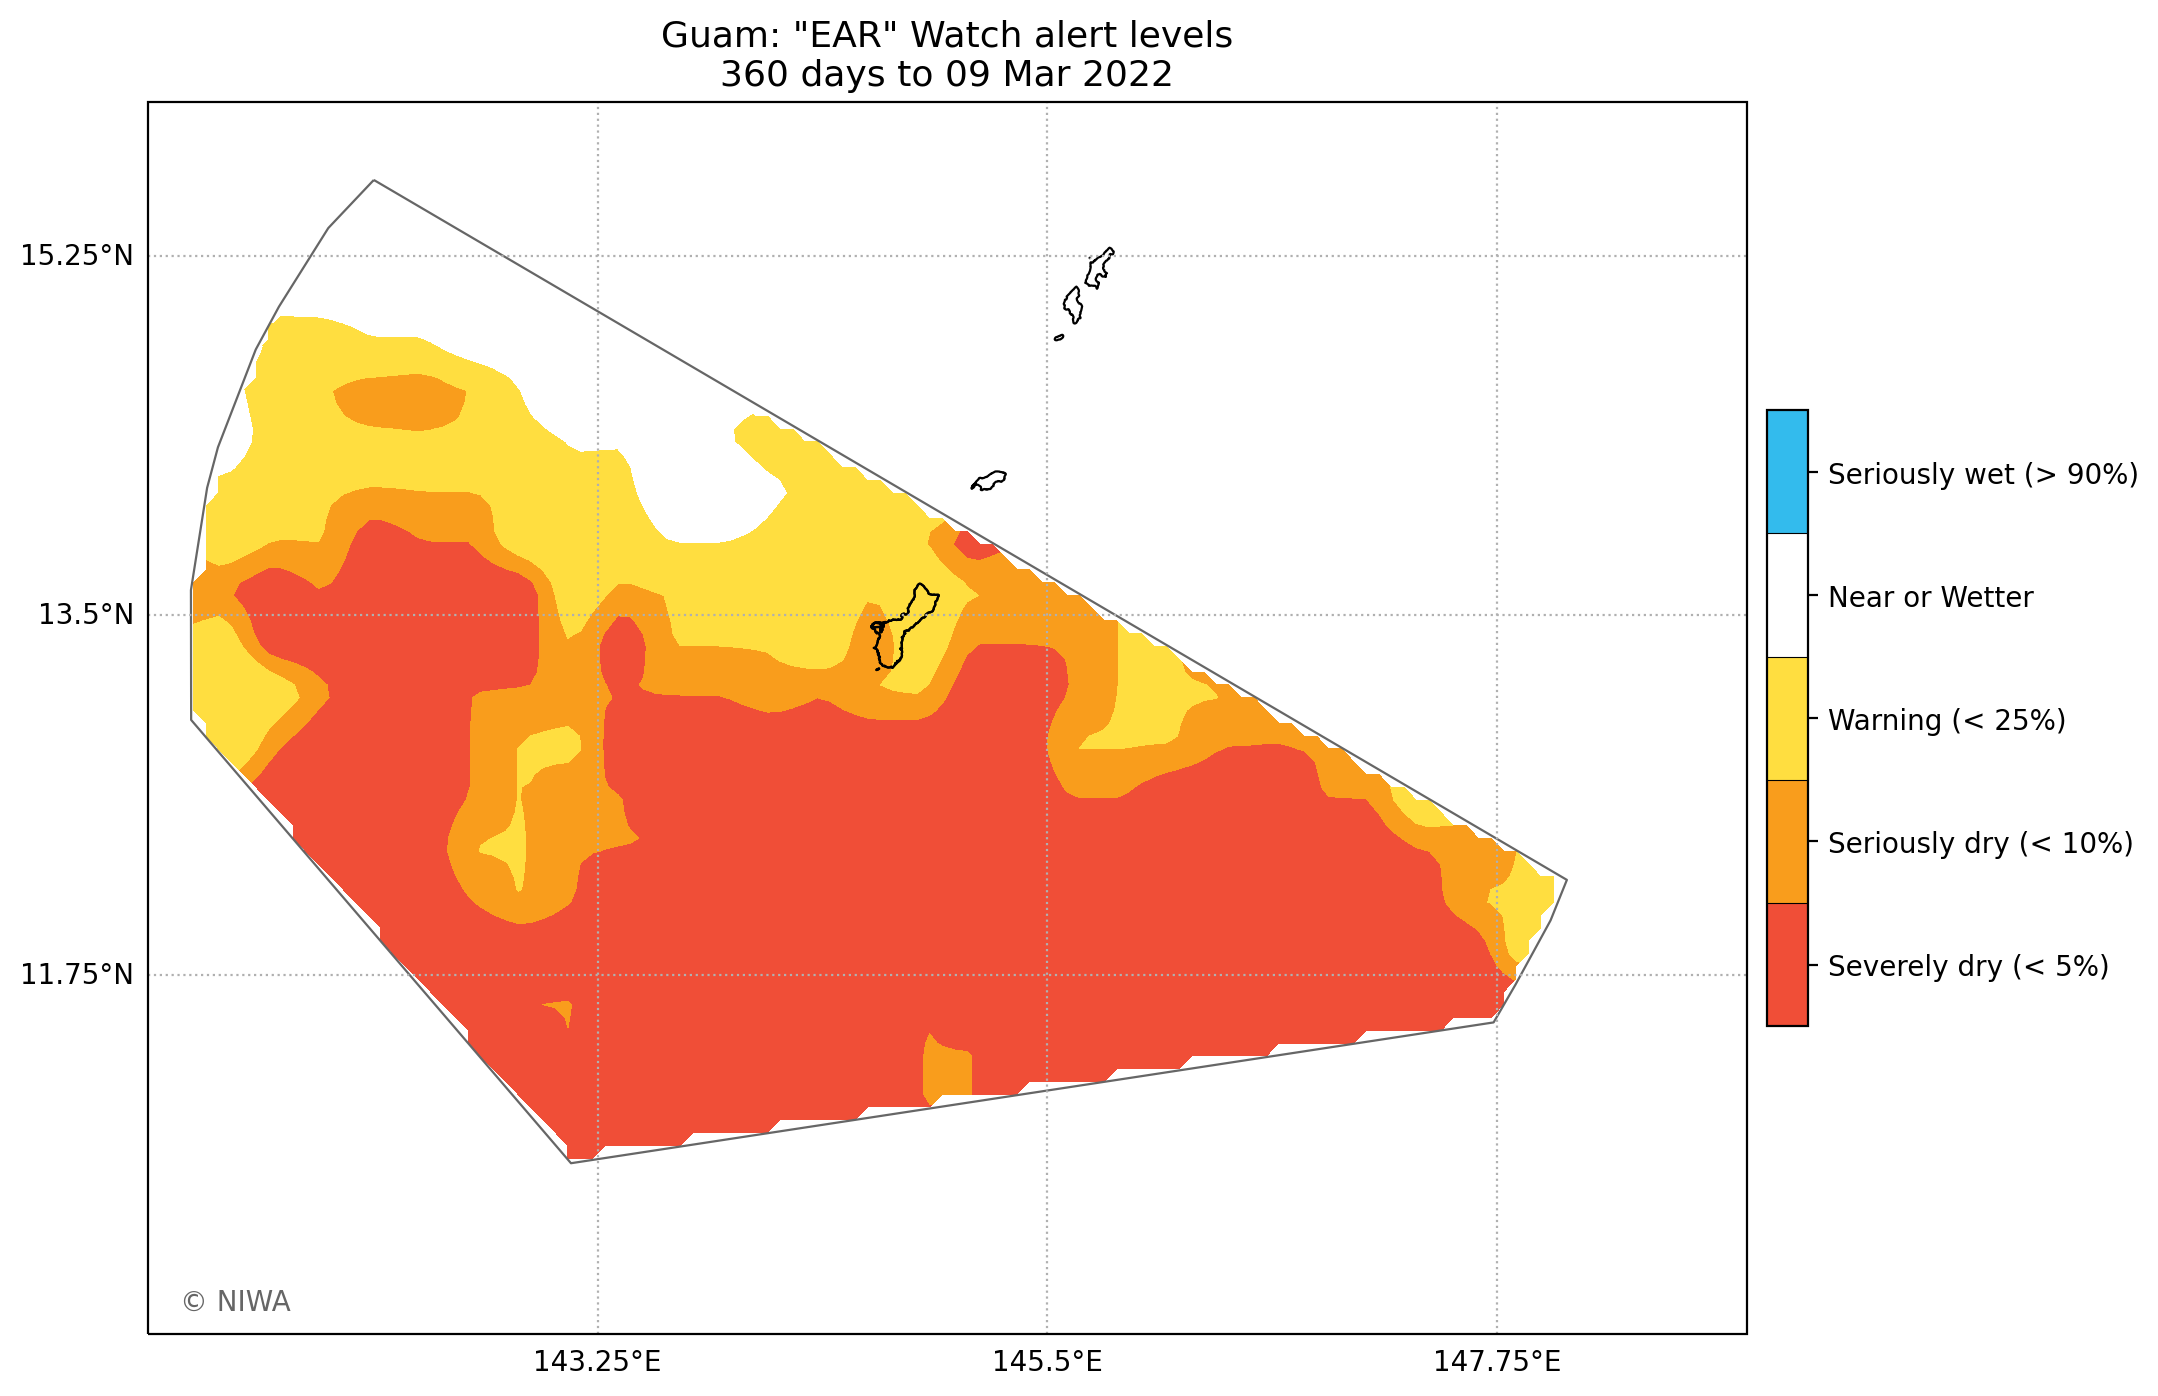 Guam: "EAR" Watch alert levels
360 days to 09 Mar 2022
15.25°N
13.5°N
11.75°N
143.25°E
145.5°E
147.75°E
Seriously wet (> 90%)
Near or Wetter
Warning (< 25%)
Seriously dry (< 10%)
Severely dry (< 5%)
© NIWA